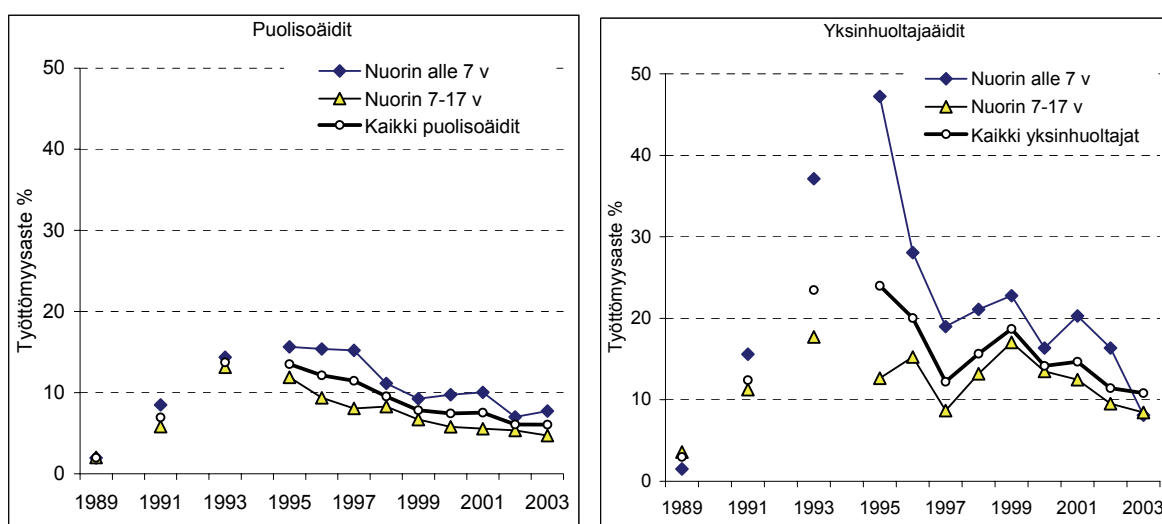 Puolisoäidit
Nuorin alle 7 v
Nuorin 7-17 v
Kaikki puolisoäidit
Työttömyysaste %
50
40
30
20
10
0
1989 1991 1993 1995 1997 1999 2001 2003
Yksinhuoltajaäidit
Nuorin alle 7 v
Nuorin 7-17 v
Kaikki yksinhuoltajat
Työttömyysaste %
50
40
30
20
10
0
1989 1991 1993 1995 1997 1999 2001 2003